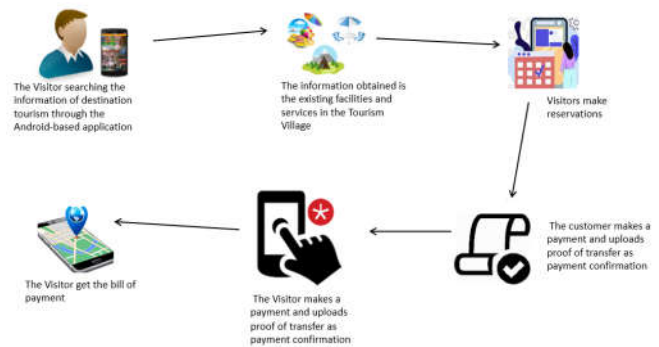 The Visitor searching the
information of destination
tourism through the
Android-based application
The information obtained is
the existing facilities and
services in the Tourism
Village
Visitors make
reservations
The customer makes a
payment and uploads
proof of transfer as
payment confirmation
The Visitor makes a
payment and uploads
proof of transfer as
payment confirmation
The Visitor get the bill of
payment